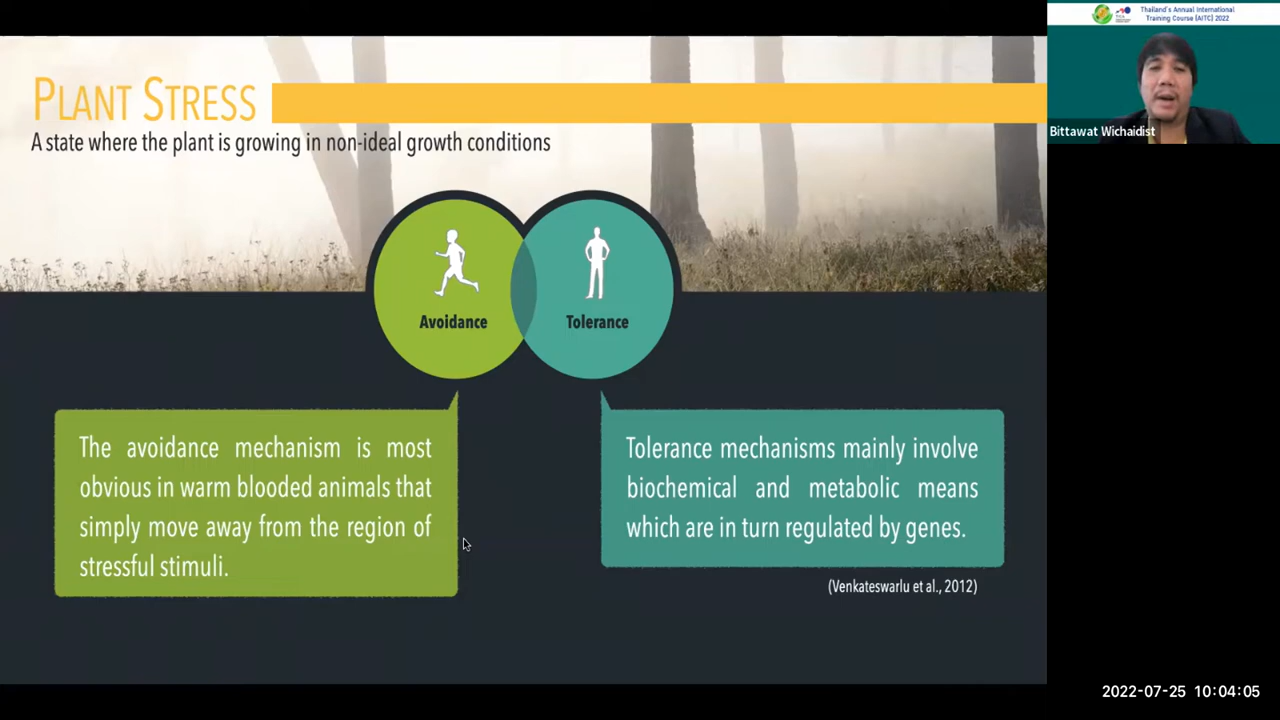 PLANT STRESS
A state where the plant is growing in non-ideal growth conditions
Avoidance
Tolerance
The avoidance mechanism is most
obvious in warm blooded animals that
simply move away from the region of
stressful stimuli.
Tolerance mechanisms mainly involve
biochemical and metabolic means
which are in turn regulated by genes.
(Venkateswarlu et al., 2012)
Thailand's Annual International
Training Course (AITC) 2022
Bittawat Wichaidist
2022-07-25 10:04:05